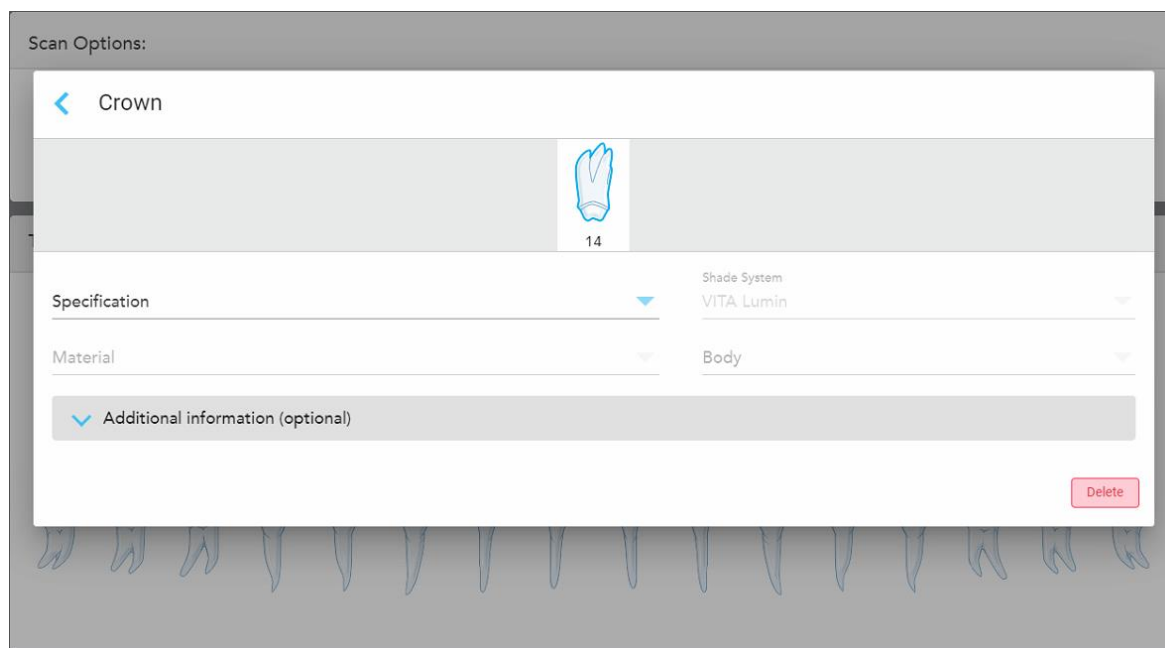 Scan Options:
Crown
14
Shade System
Specification
VITA Lumin
Material
Body
Additional information (optional)
Delete